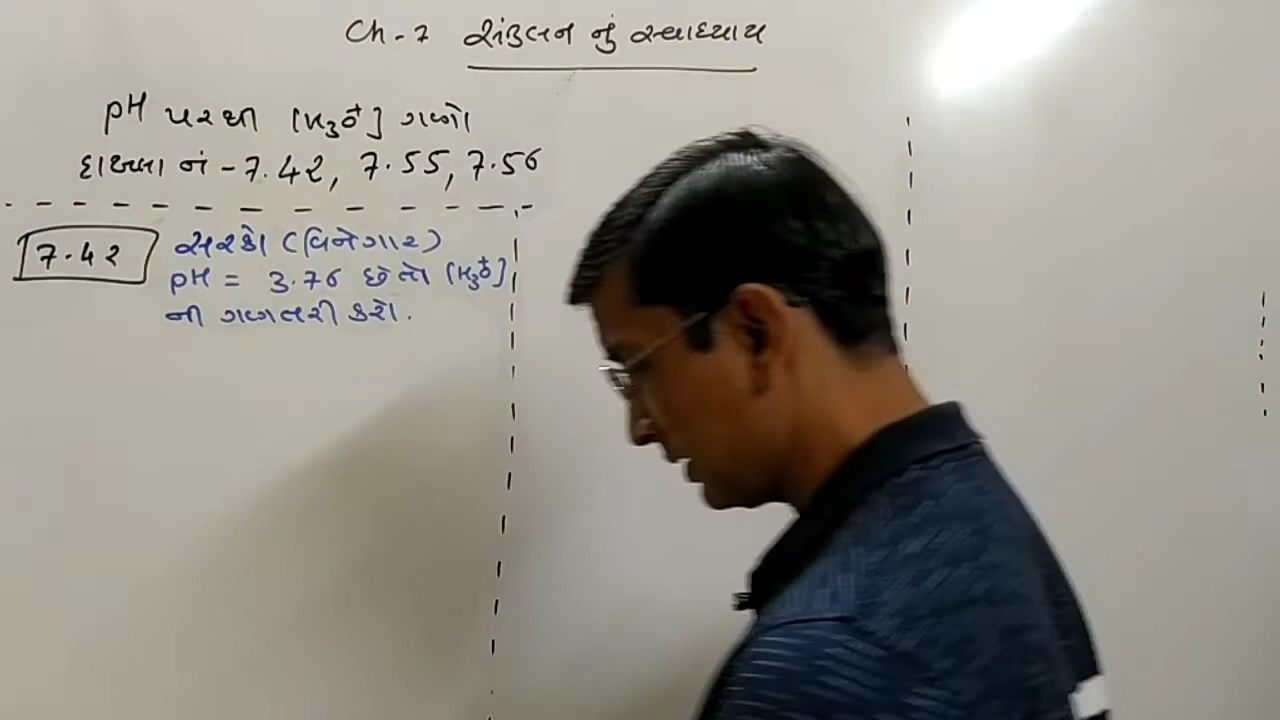 Ch-7 સંતુલન નું સ્વાધ્યાય
pH પરથી [H₃O⁺] ગણો
દાખલા નં - 7.42, 7.55, 7.56
7.42
સરકો (વિનેગાર)
pH = 3.76 છે તો [H₃O⁺]
ની ગણતરી કરો.